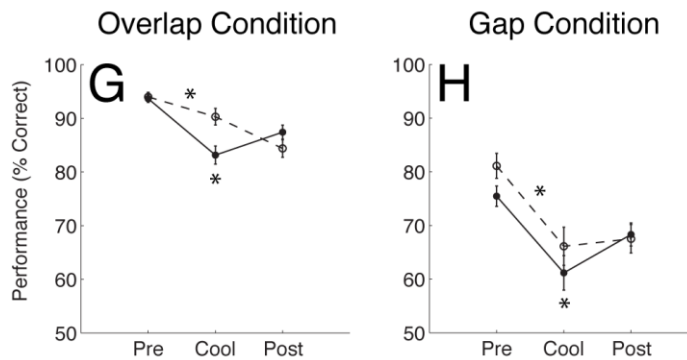 Overlap Condition
Gap Condition
G
H
Performance (% Correct)
100
90
80
70
60
50
*
*
Pre Cool Post
100
90
80
70
60
50
*
*
Pre Cool Post